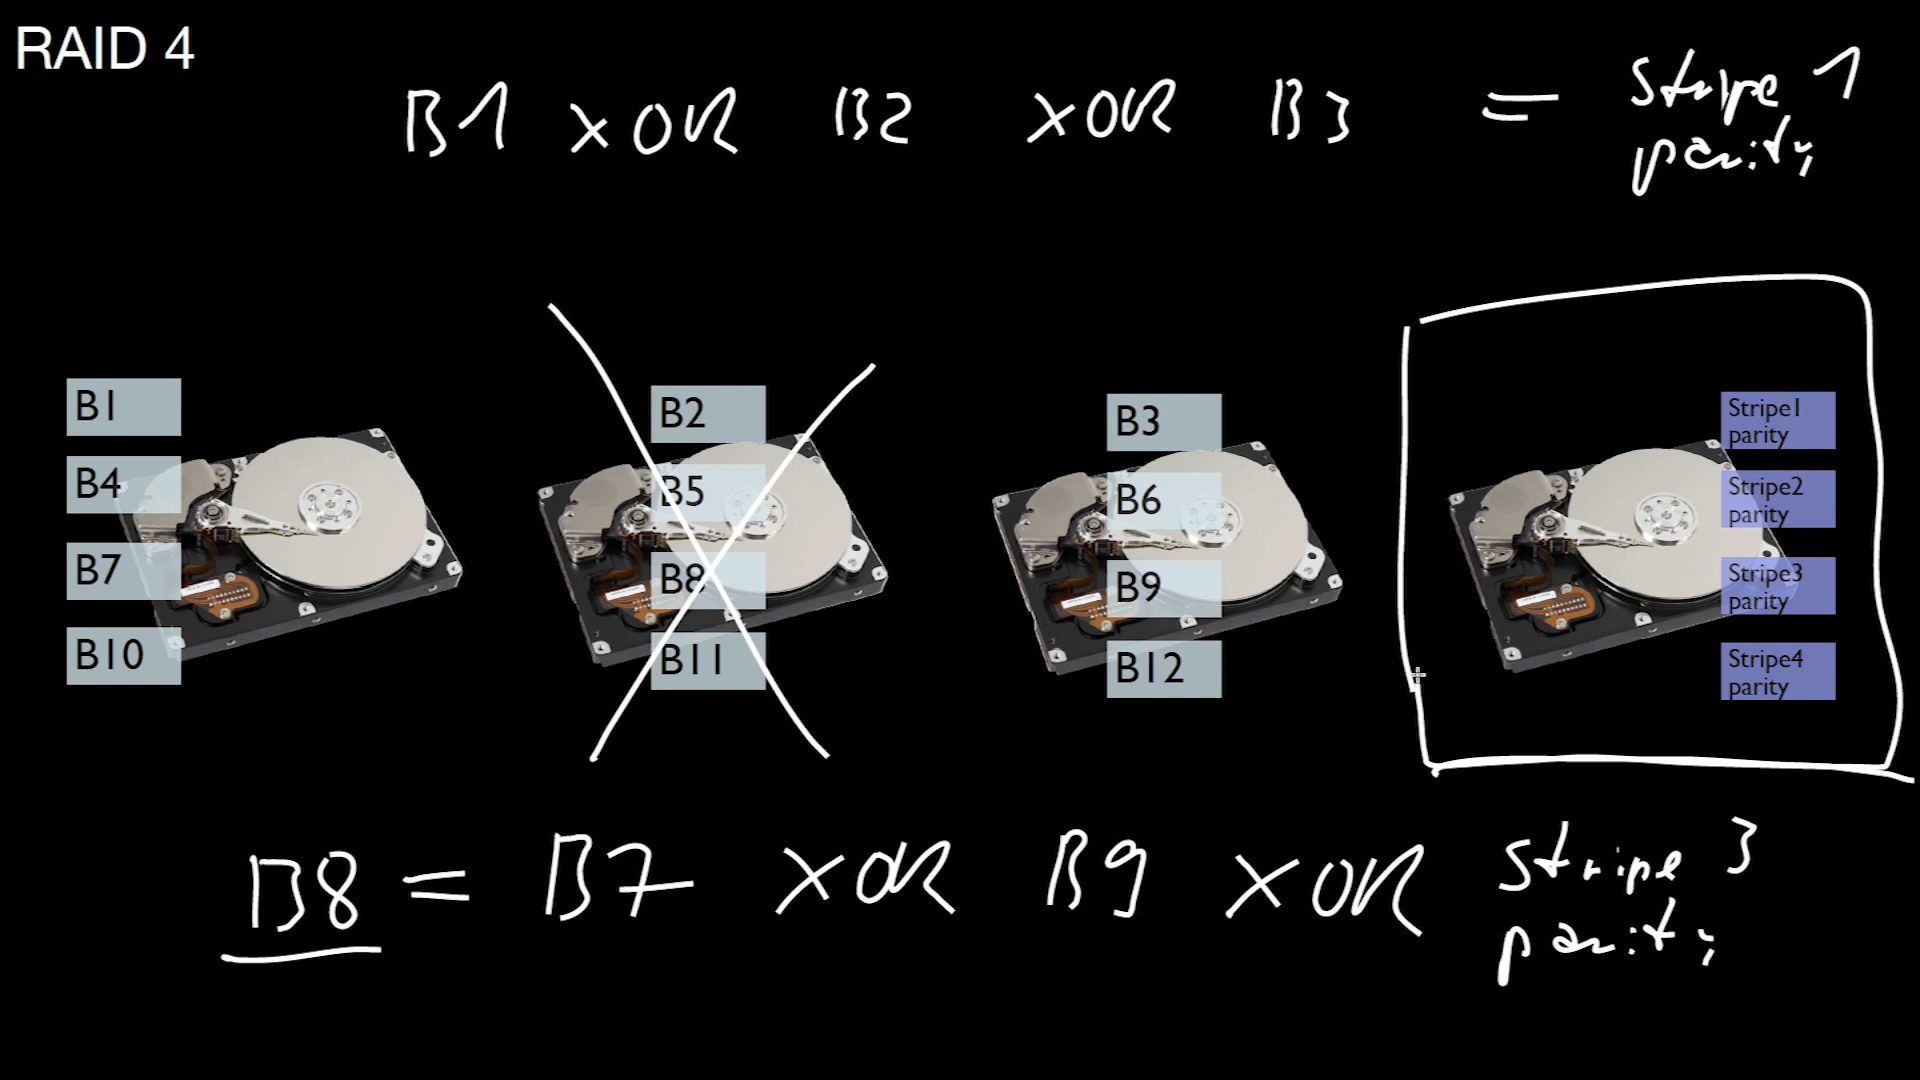 RAID 4
B1 XOR B2 XOR B3 = Stripe 1
parity
B1
B4
B7
B10
B2
B5
B8
B11
B3
B6
B9
B12
Stripe1
parity
Stripe2
parity
Stripe3
parity
Stripe4
parity
B8 = B7 XOR B9 XOR Stripe 3
parity